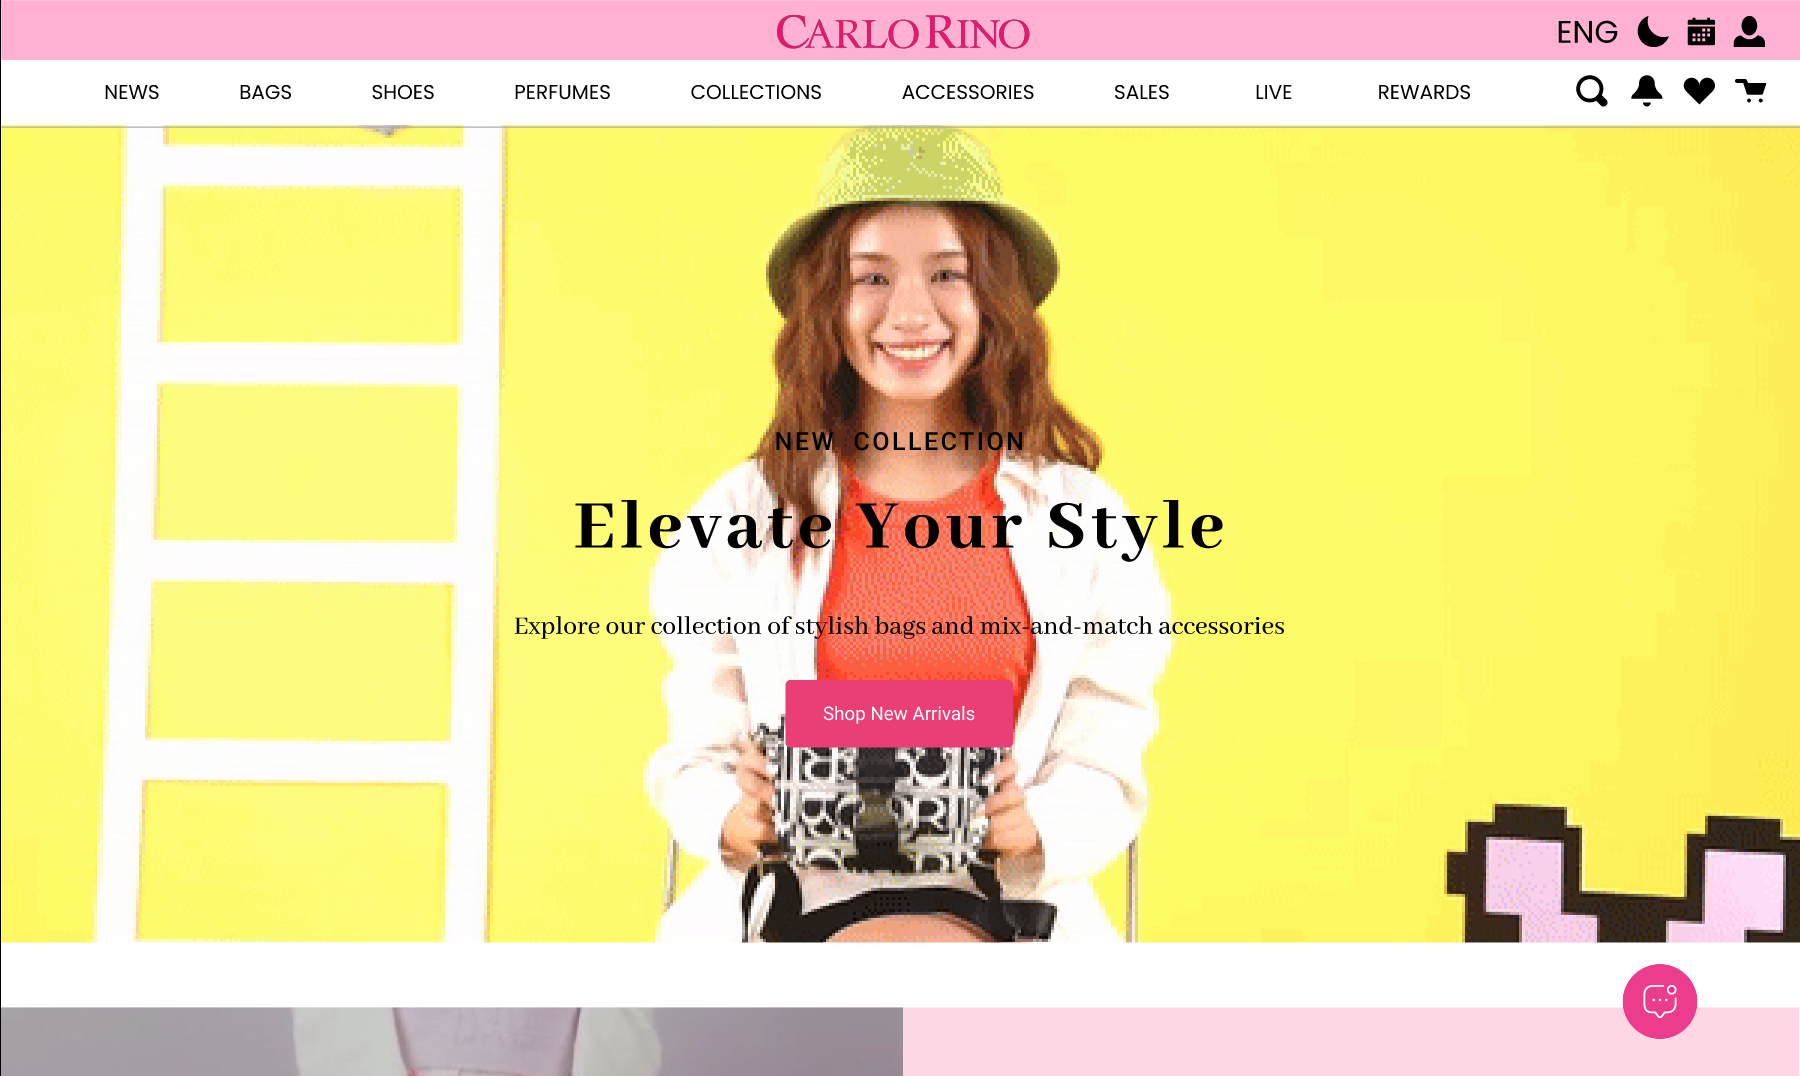 CARLO RINO
ENG
NEWS BAGS SHOES PERFUMES COLLECTIONS ACCESSORIES SALES LIVE REWARDS
NEW COLLECTION
Elevate Your Style
Explore our collection of stylish bags and mix-and-match accessories
Shop New Arrivals